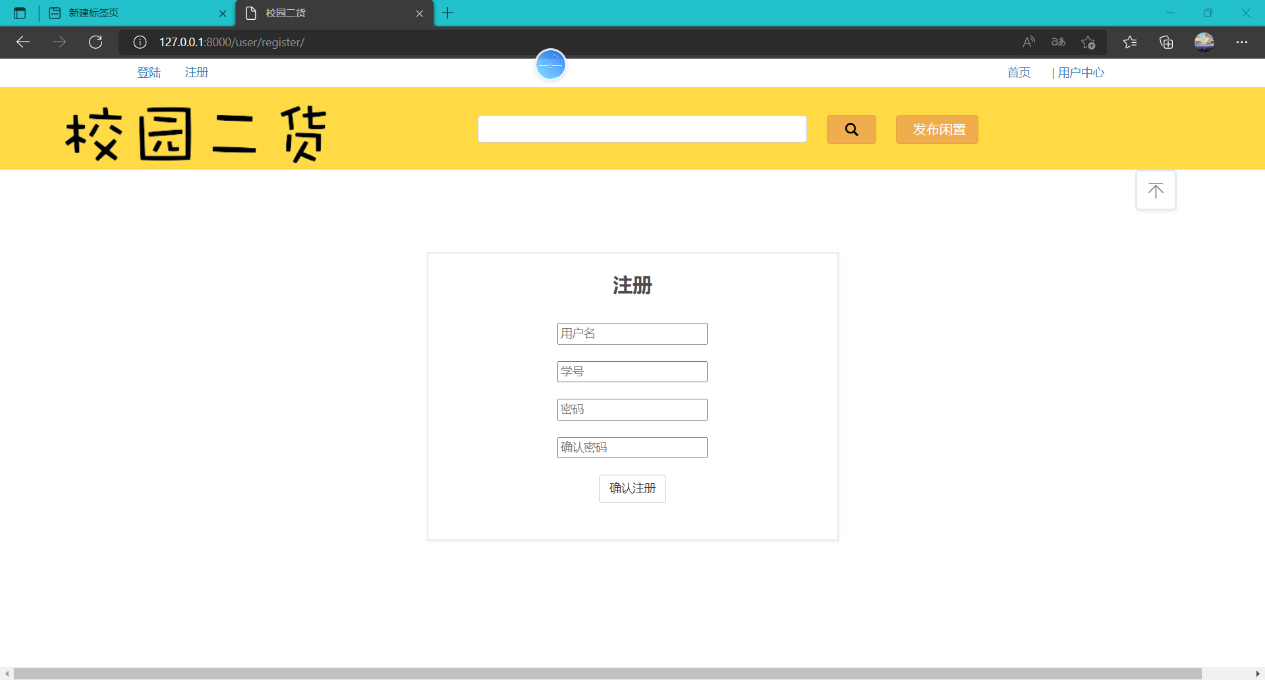 新建标签页
校园二货
127.0.0.1:8000/user/register/
登陆 注册 首页 | 用户中心
校园二货
发布闲置
注册
用户名
学号
密码
确认密码
确认注册